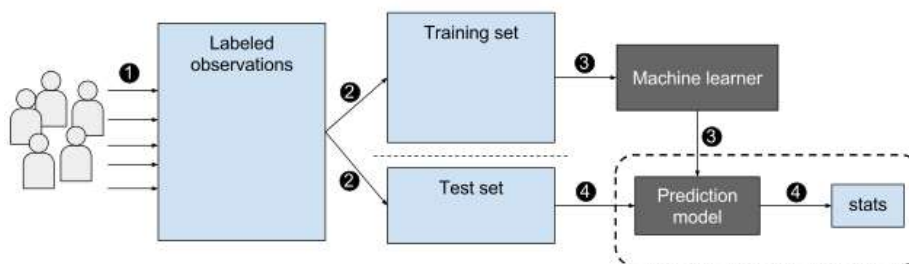 Labeled
observations
Training set
Machine learner
Test set
Prediction
model
stats
1
2
2
3
3
4
4